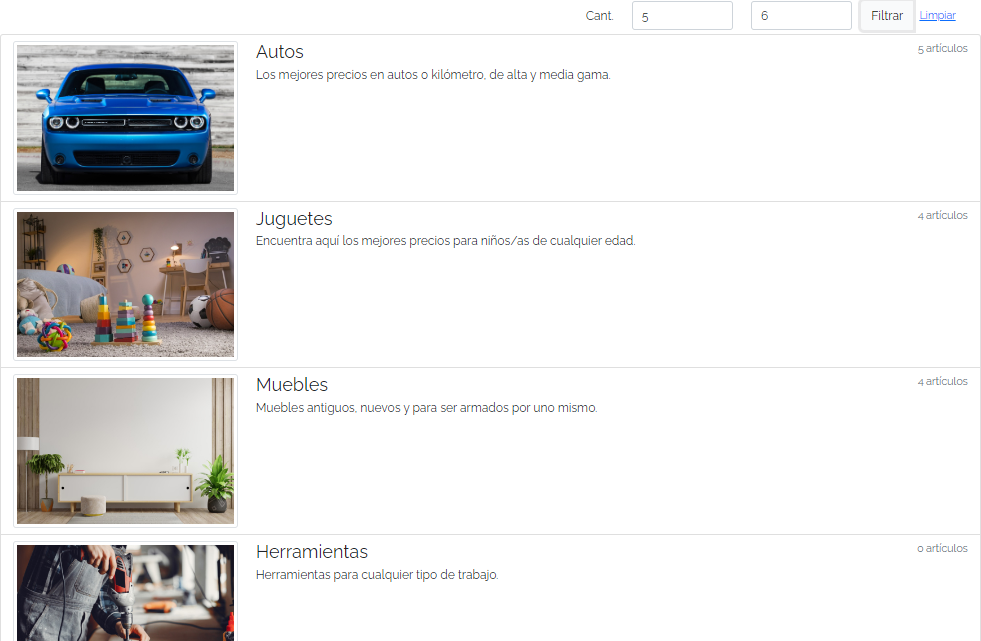 Cant. 5 6 Filtrar Limpiar
Autos 5 artículos
Los mejores precios en autos 0 kilómetro, de alta y media gama.
Juguetes 4 artículos
Encuentra aquí los mejores precios para niños/as de cualquier edad.
Muebles 4 artículos
Muebles antiguos, nuevos y para ser armados por uno mismo.
Herramientas 0 artículos
Herramientas para cualquier tipo de trabajo.